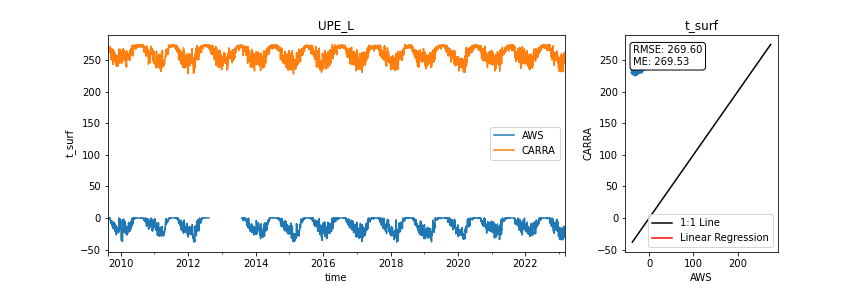 UPE_L
t_surf
250
200
150
100
50
0
−50
2010
2012
2014
2016
2018
2020
2022
time
AWS
CARRA
t_surf
RMSE: 269.60
ME: 269.53
CARRA
250
200
150
100
50
0
−50
0
100
200
AWS
1:1 Line
Linear Regression